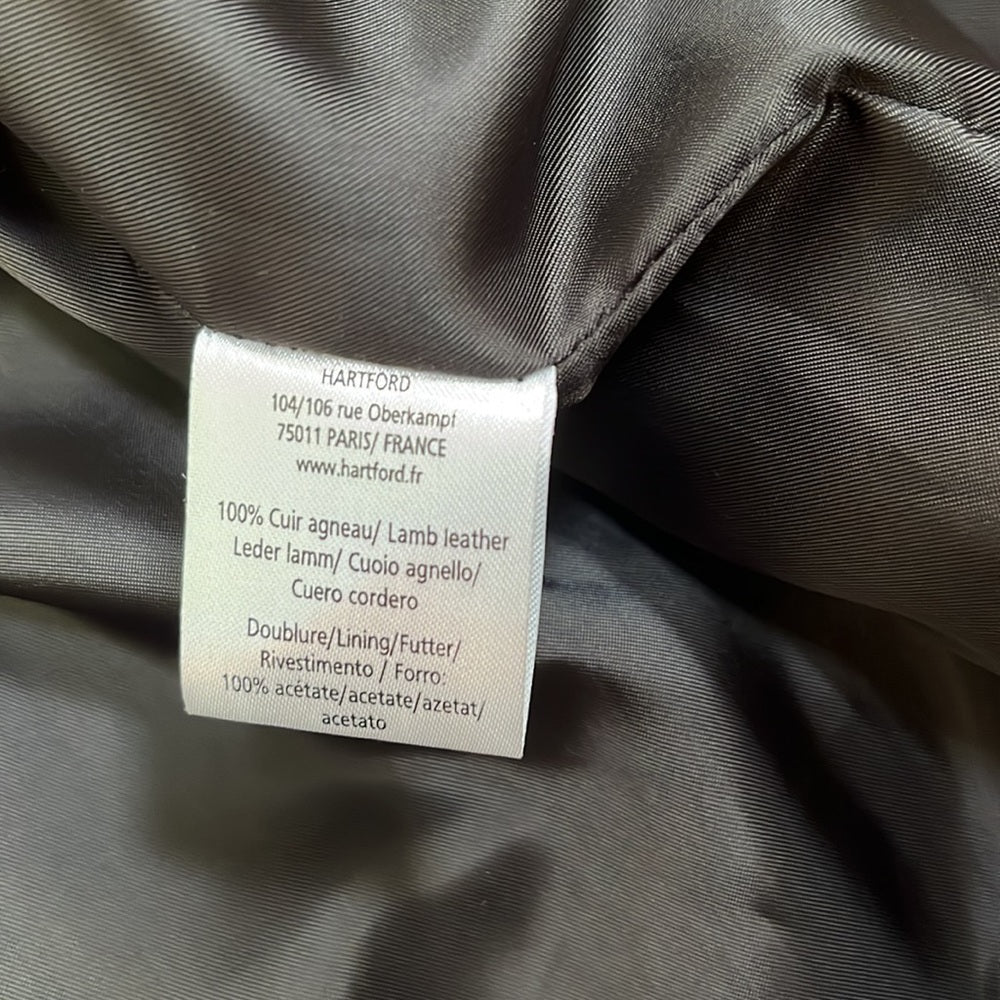 HARTFORD
104/106 rue Oberkampf
75011 PARIS/ FRANCE
www.hartford.fr
100% Cuir agneau/ Lamb leather
Leder lamm/ Cuoio agnello/
Cuero cordero
Doublure/Lining/Futter/
Rivestimento / Forro:
100% acétate/acetate/azetat/
acetato